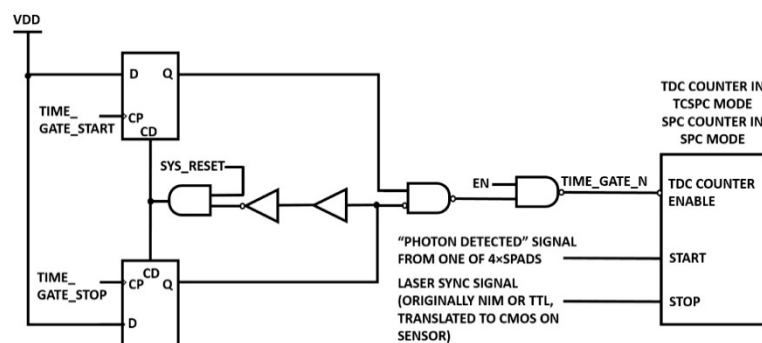 VDD
D
Q
TIME_
GATE_START
CP
CD
SYS_RESET
EN
TIME_GATE_N
TDC COUNTER IN
TCSPC MODE
SPC COUNTER IN
SPC MODE
TDC COUNTER
ENABLE
"PHOTON DETECTED" SIGNAL
FROM ONE OF 4×SPADS
START
LASER SYNC SIGNAL
(ORIGINALLY NIM OR TTL,
TRANSLATED TO CMOS ON
SENSOR)
STOP
TIME_
GATE_STOP
CD
CP
Q
D